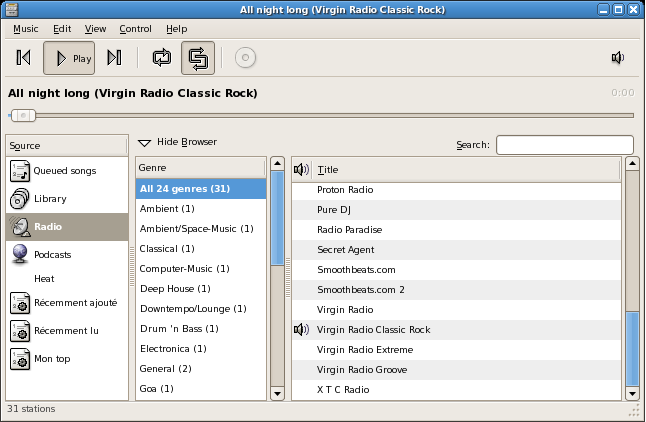 All night long (Virgin Radio Classic Rock)
Music Edit View Control Help
Play
All night long (Virgin Radio Classic Rock)
0:00
Source
Queued songs
Library
Radio
Podcasts
Heat
Récemment ajouté
Récemment lu
Mon top
Hide Browser
Search:
Genre
All 24 genres (31)
Ambient (1)
Ambient/Space-Music (1)
Classical (1)
Computer-Music (1)
Deep House (1)
Downtempo/Lounge (1)
Drum 'n Bass (1)
Electronica (1)
General (2)
Goa (1)
Title
Proton Radio
Pure DJ
Radio Paradise
Secret Agent
Smoothbeats.com
Smoothbeats.com 2
Virgin Radio
Virgin Radio Classic Rock
Virgin Radio Extreme
Virgin Radio Groove
X T C Radio
31 stations